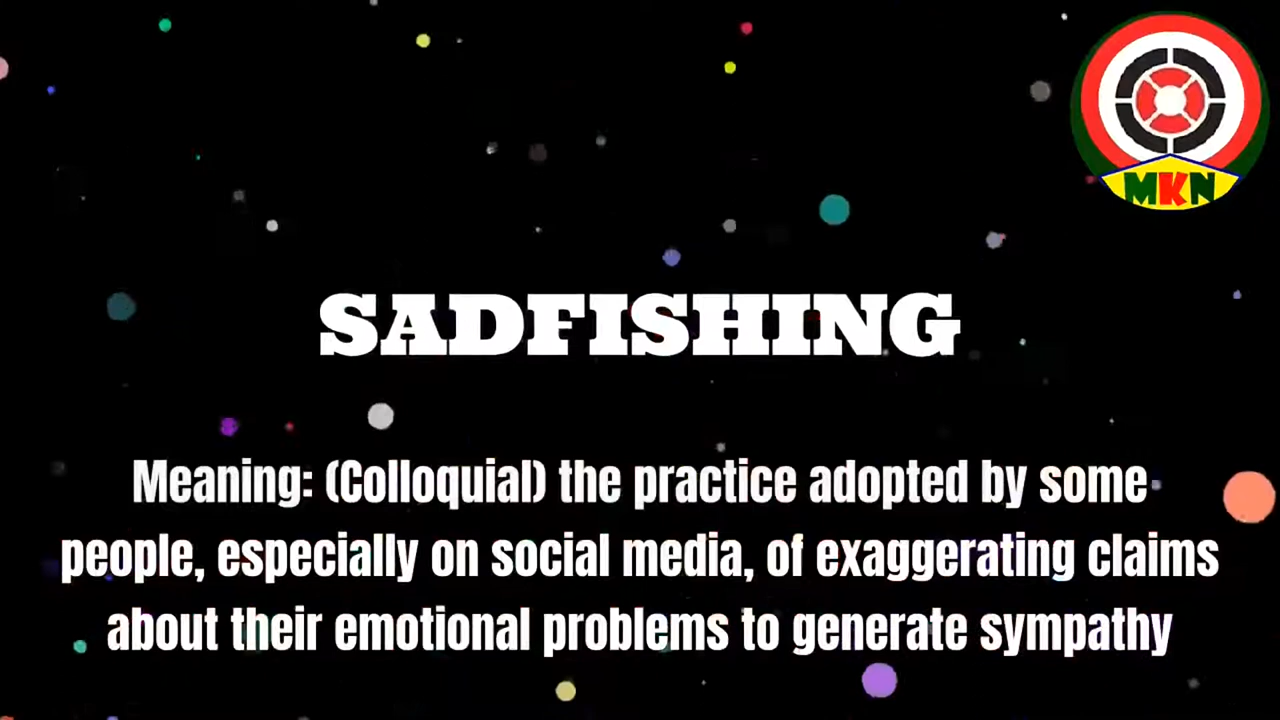 MKN
SADFISHING
Meaning: (Colloquial) the practice adopted by some
people, especially on social media, of exaggerating claims
about their emotional problems to generate sympathy